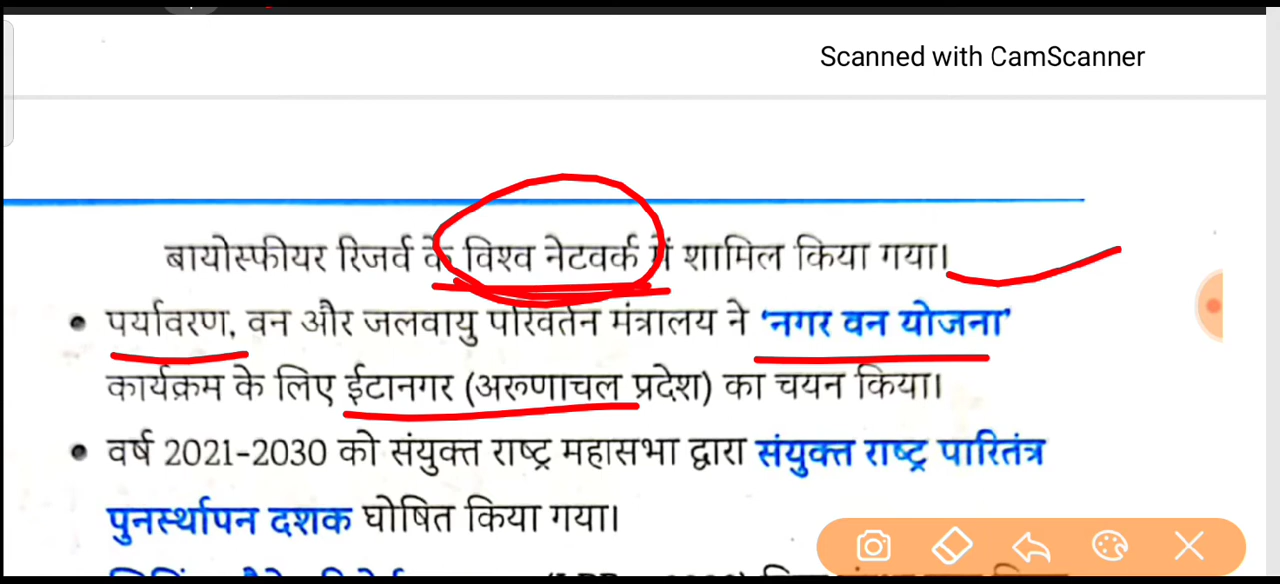 Scanned with CamScanner
बायोस्फीयर रिजर्व के विश्व नेटवर्क में शामिल किया गया।
• पर्यावरण, वन और जलवायु परिवर्तन मंत्रालय ने 'नगर वन योजना'
कार्यक्रम के लिए ईटानगर (अरुणाचल प्रदेश) का चयन किया।
• वर्ष 2021-2030 को संयुक्त राष्ट्र महासभा द्वारा संयुक्त राष्ट्र पारितंत्र
पुनर्स्थापन दशक घोषित किया गया।